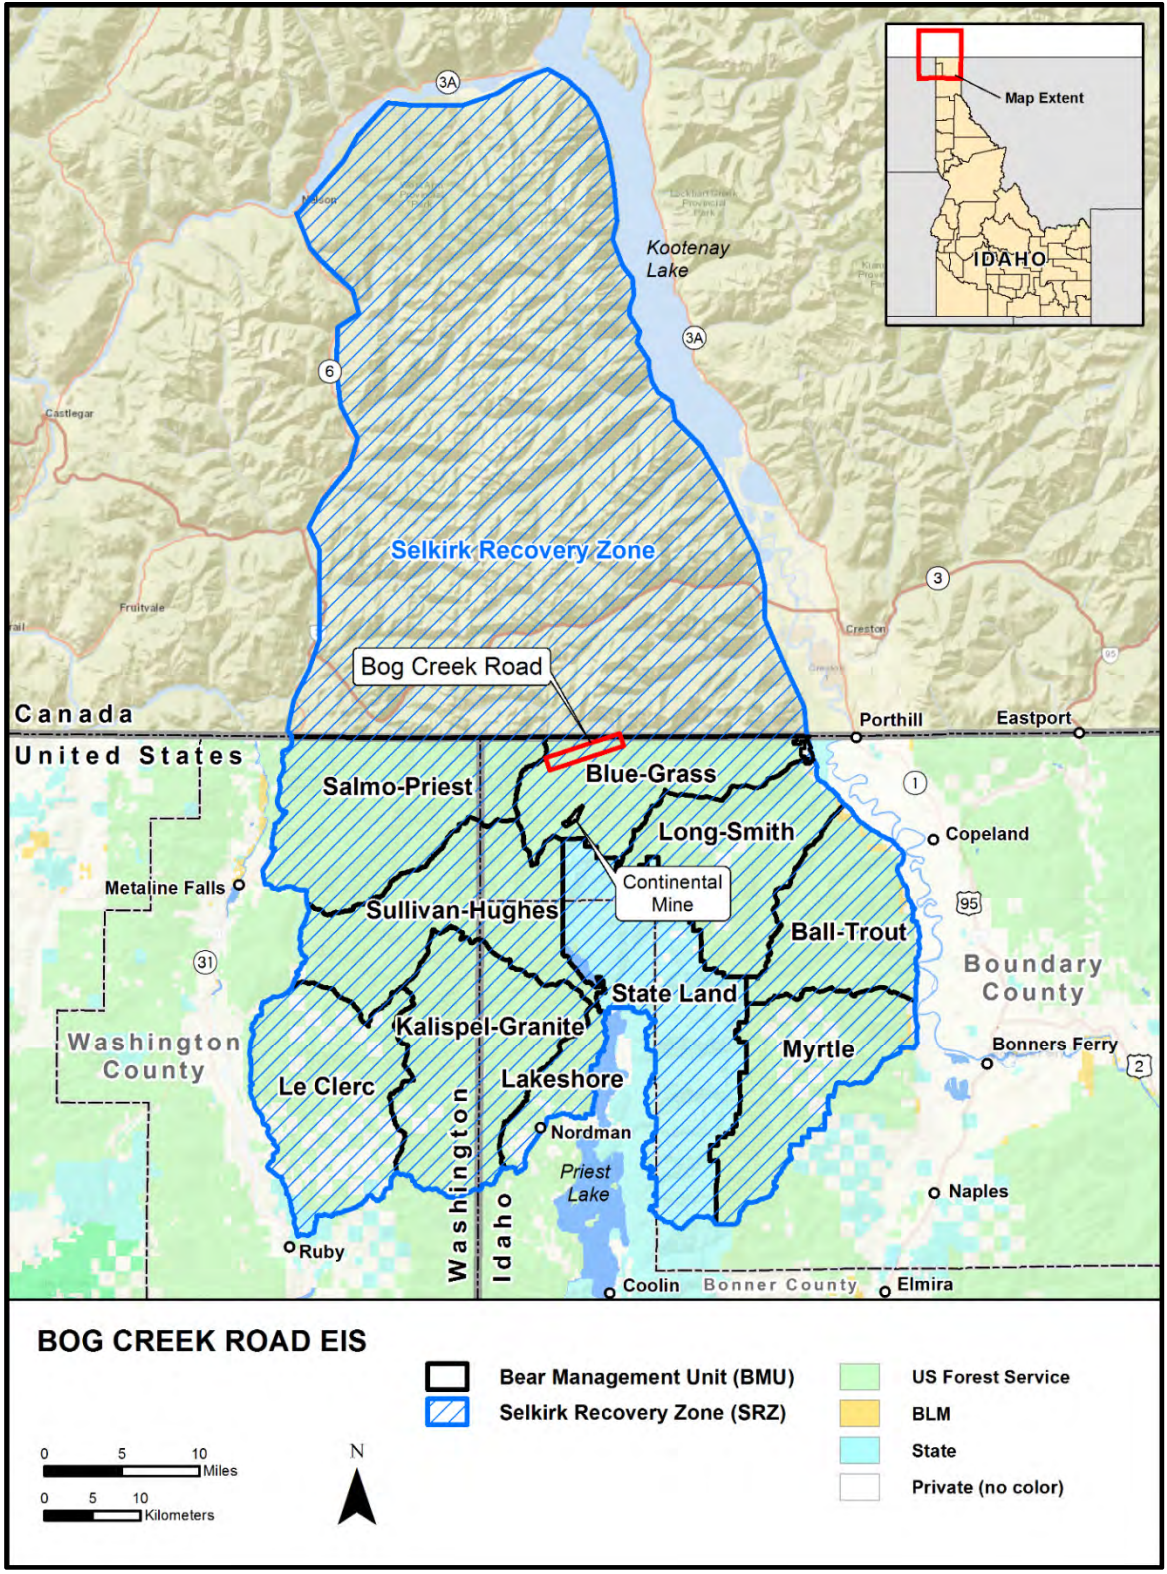 3A
Map Extent
IDAHO
Nelson
Kootenay
Lake
3A
6
Castlegar
Selkirk Recovery Zone
3
Fruitvale
Creston
95
Bog Creek Road
Canada
Porthill
Eastport
United States
Salmo-Priest
Blue-Grass
1
Long-Smith
Copeland
Metaline Falls
Continental
Mine
95
Sullivan-Hughes
Ball-Trout
31
Boundary
County
State Land
Kalispel-Granite
Washington
County
Myrtle
Bonners Ferry
2
Le Clerc
Lakeshore
Nordman
Priest
Lake
Washington
Idaho
Naples
Ruby
Coolin
Bonner County
Elmira
BOG CREEK ROAD EIS
Bear Management Unit (BMU)
Selkirk Recovery Zone (SRZ)
US Forest Service
BLM
State
Private (no color)
0 5 10
Miles
0 5 10
Kilometers
N